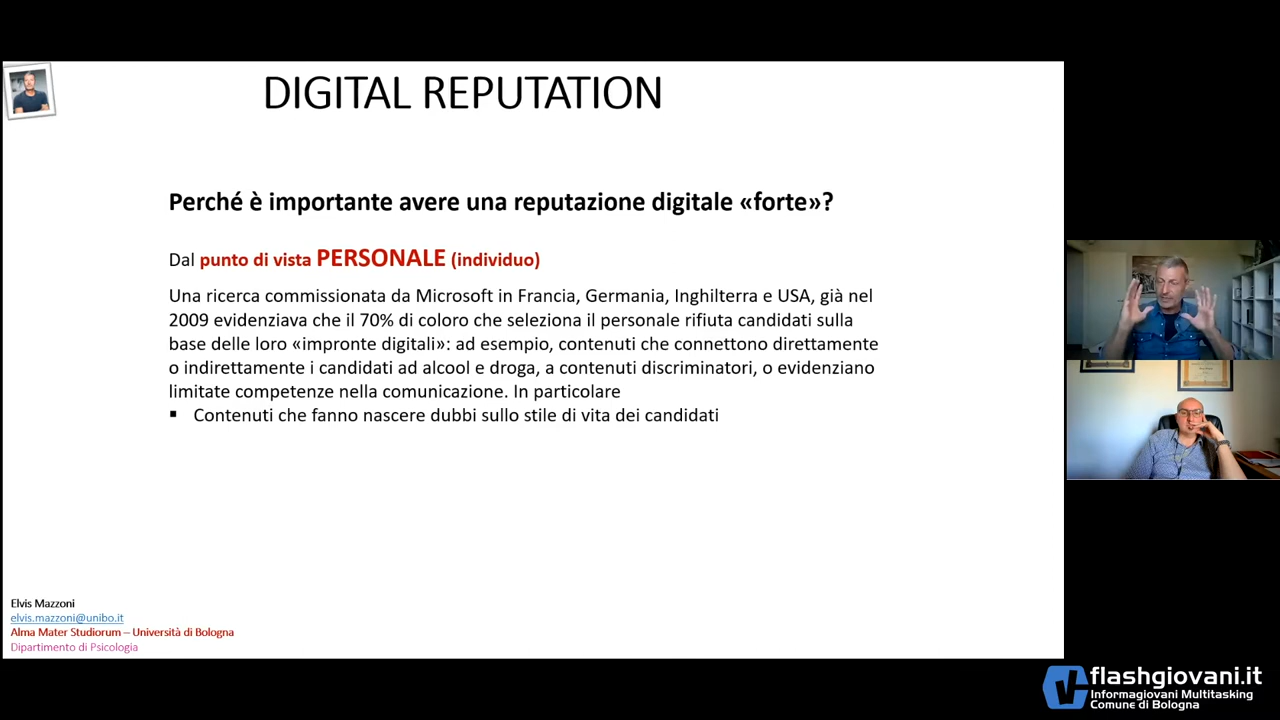 DIGITAL REPUTATION
Perché è importante avere una reputazione digitale «forte»?
Dal punto di vista PERSONALE (individuo)
Una ricerca commissionata da Microsoft in Francia, Germania, Inghilterra e USA, già nel
2009 evidenziava che il 70% di coloro che seleziona il personale rifiuta candidati sulla
base delle loro «impronte digitali»: ad esempio, contenuti che connettono direttamente
o indirettamente i candidati ad alcool e droga, a contenuti discriminatori, o evidenziano
limitate competenze nella comunicazione. In particolare
▪ Contenuti che fanno nascere dubbi sullo stile di vita dei candidati
Elvis Mazzoni
elvis.mazzoni@unibo.it
Alma Mater Studiorum – Università di Bologna
Dipartimento di Psicologia
flashgiovani.it
Informagiovani Multitasking
Comune di Bologna